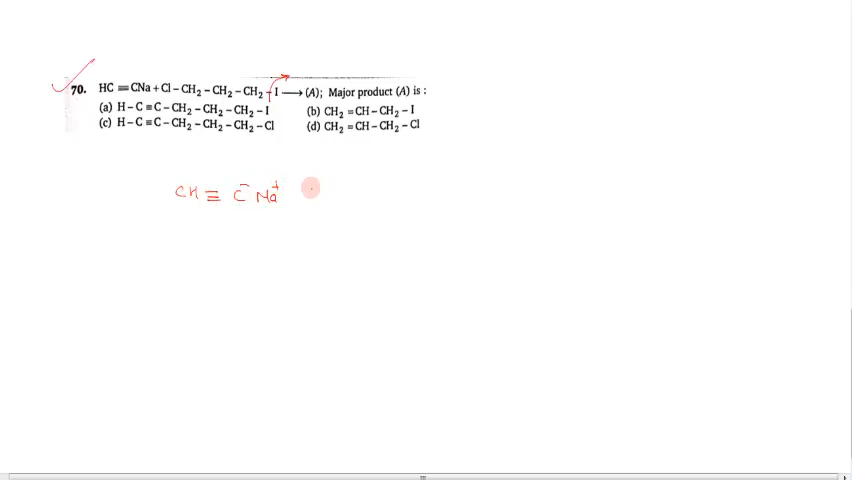 70. HC≡CNa + Cl–CH₂–CH₂–CH₂–I ⟶ (A); Major product (A) is :
(a) H–C≡C–CH₂–CH₂–CH₂–I (b) CH₂=CH–CH₂–I
(c) H–C≡C–CH₂–CH₂–CH₂–Cl (d) CH₂=CH–CH₂–Cl
CH≡C⁻ Na⁺